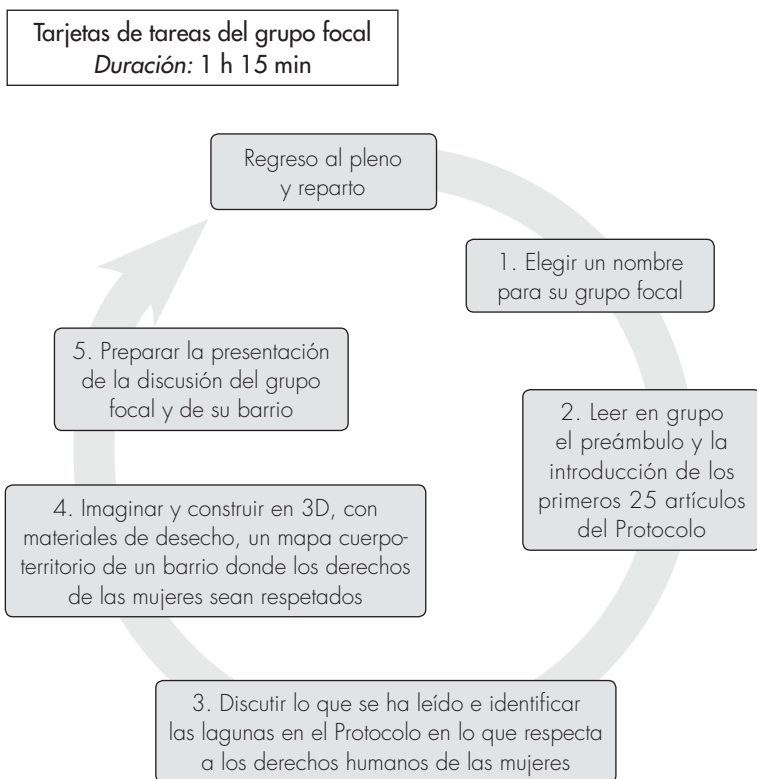 Tarjetas de tareas del grupo focal
Duración: 1 h 15 min
Regreso al pleno
y reparto
1. Elegir un nombre
para su grupo focal
2. Leer en grupo
el preámbulo y la
introducción de los
primeros 25 artículos
del Protocolo
3. Discutir lo que se ha leído e identificar
las lagunas en el Protocolo en lo que respecta
a los derechos humanos de las mujeres
4. Imaginar y construir en 3D, con
materiales de desecho, un mapa cuerpo-
territorio de un barrio donde los derechos
de las mujeres sean respetados
5. Preparar la presentación
de la discusión del grupo
focal y de su barrio